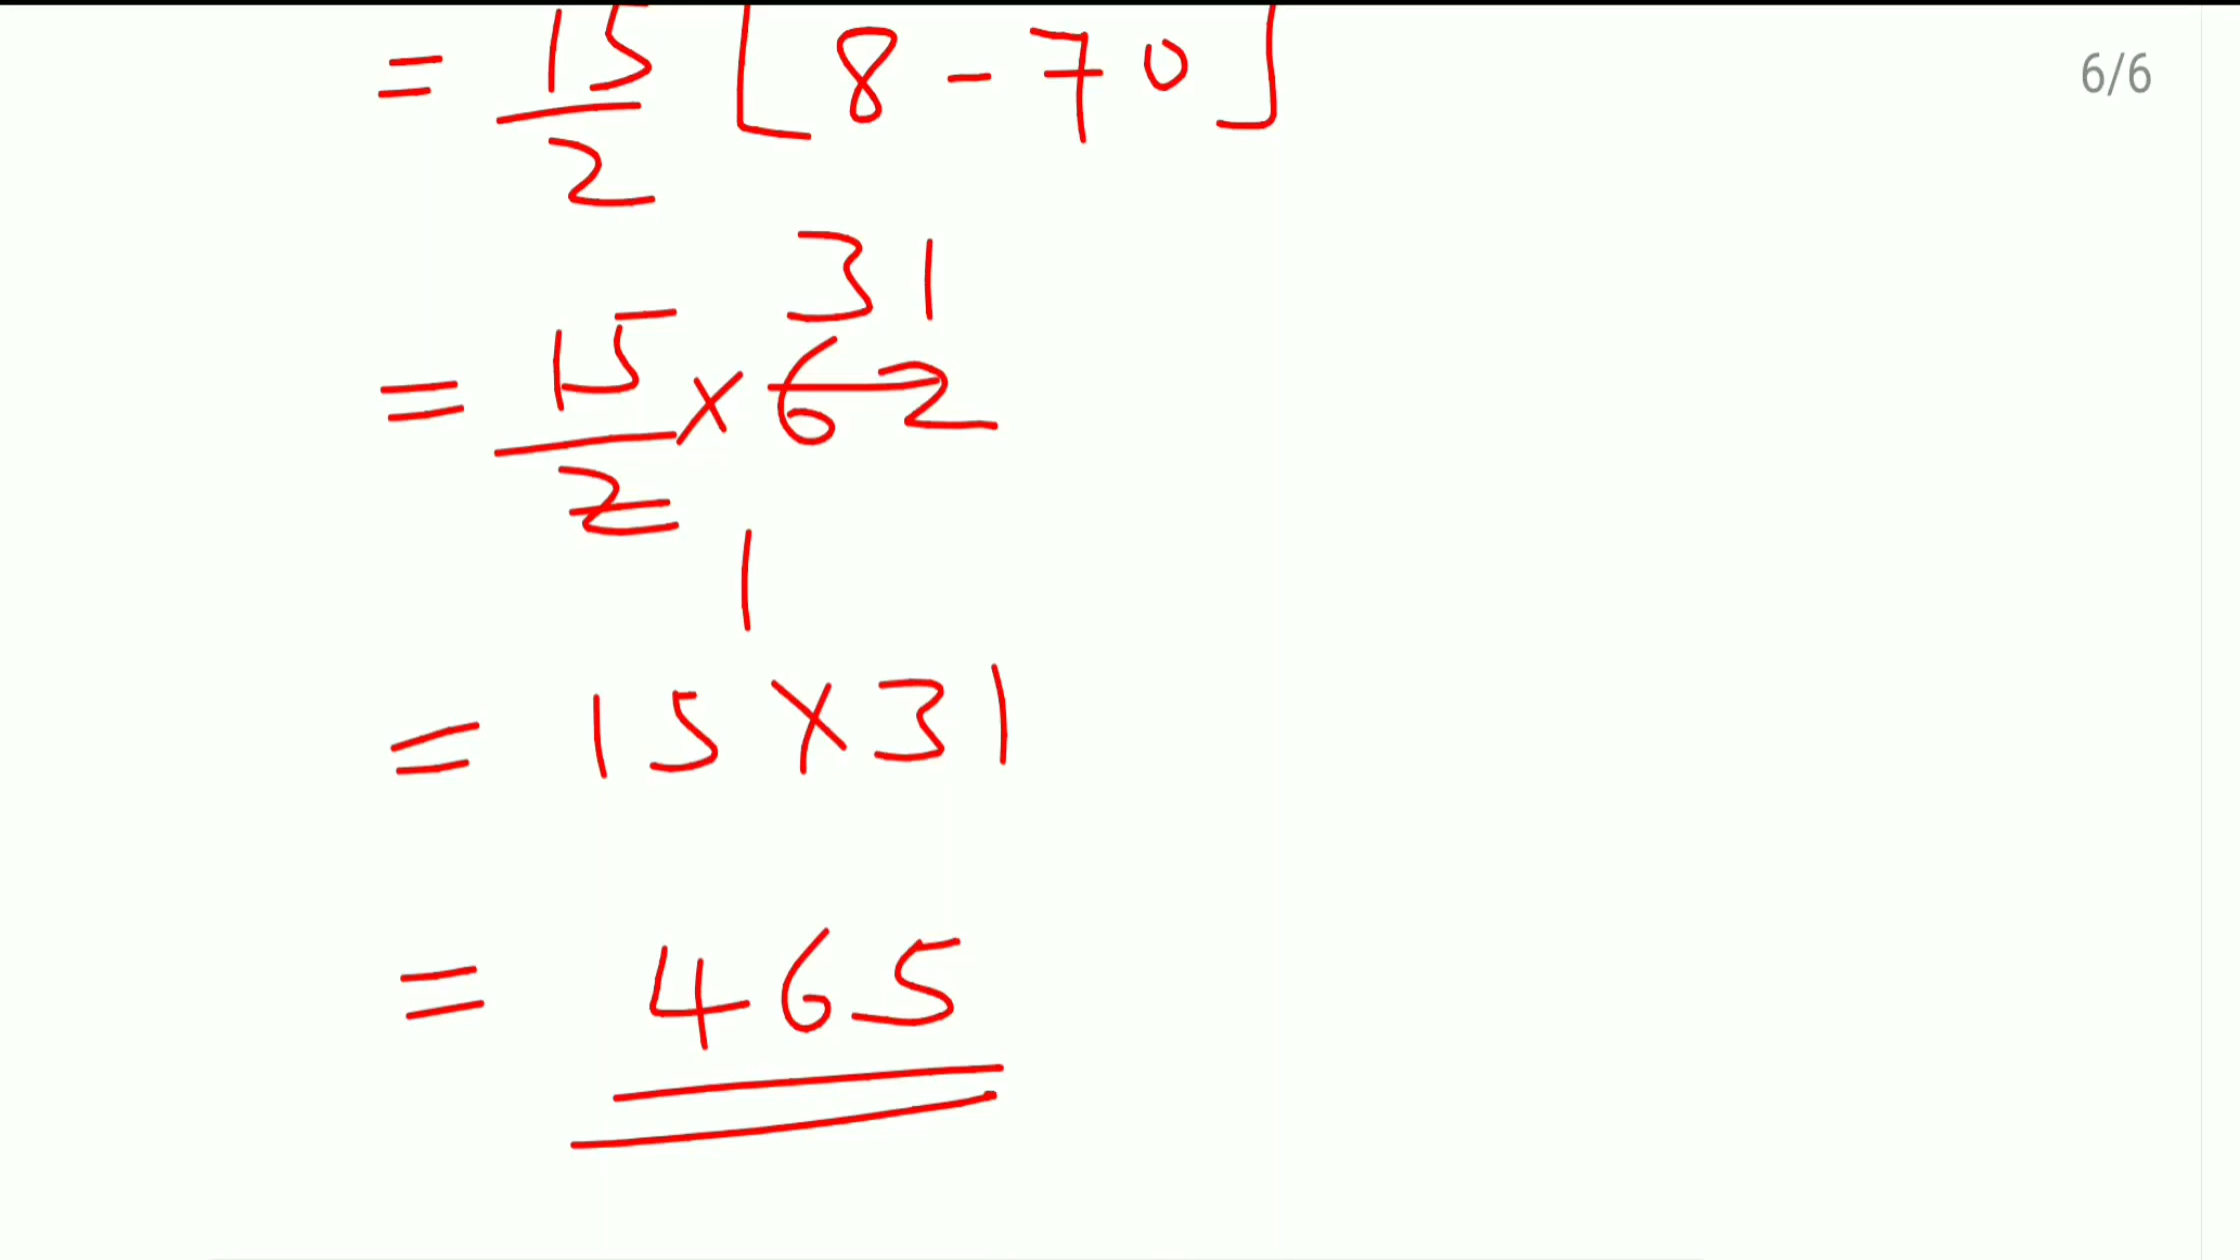 = 15/2 [8-70]
6/6
31
= 15/2 × 62
1
= 15 × 31
= 465